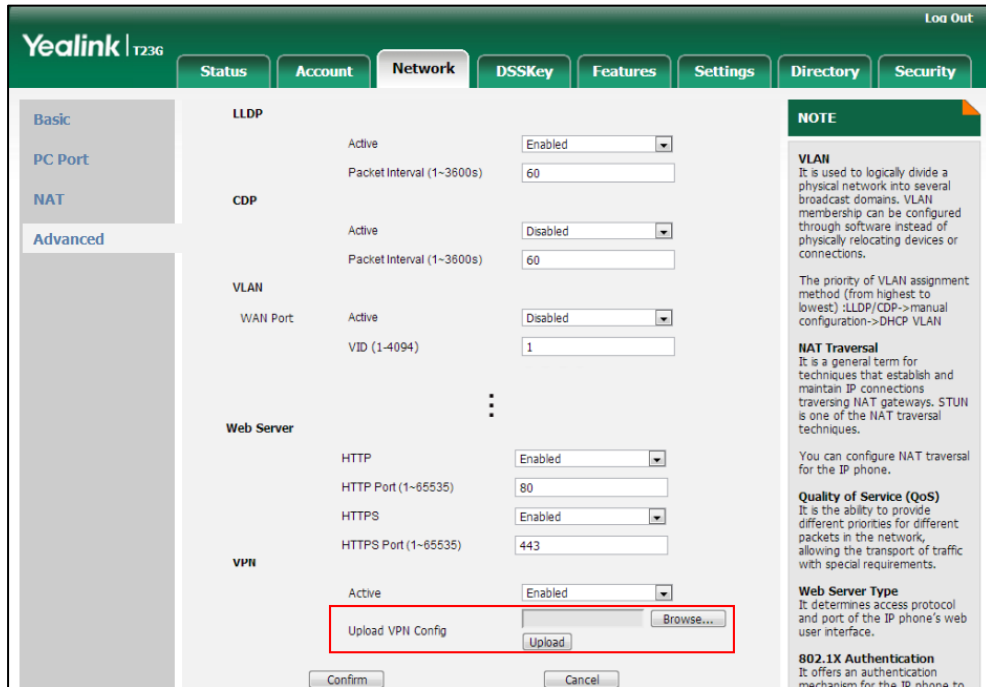 Log Out
Yealink T23G
Status Account Network DSSKey Features Settings Directory Security
Basic
PC Port
NAT
Advanced
LLDP
Active Enabled
Packet Interval (1~3600s) 60
CDP
Active Disabled
Packet Interval (1~3600s) 60
VLAN
WAN Port Active Disabled
VID (1-4094) 1
Web Server
HTTP Enabled
HTTP Port (1~65535) 80
HTTPS Enabled
HTTPS Port (1~65535) 443
VPN
Active Enabled
Upload VPN Config Browse...
Upload
Confirm Cancel
NOTE
VLAN
It is used to logically divide a
physical network into several
broadcast domains. VLAN
membership can be configured
through software instead of
physically relocating devices or
connections.
The priority of VLAN assignment
method (from highest to
lowest) :LLDP/CDP->manual
configuration->DHCP VLAN
NAT Traversal
It is a general term for
techniques that establish and
maintain IP connections
traversing NAT gateways. STUN
is one of the NAT traversal
techniques.
You can configure NAT traversal
for the IP phone.
Quality of Service (QoS)
It is the ability to provide
different priorities for different
packets in the network,
allowing the transport of traffic
with special requirements.
Web Server Type
It determines access protocol
and port of the IP phone's web
user interface.
802.1X Authentication
It offers an authentication
mechanism for the IP phone to